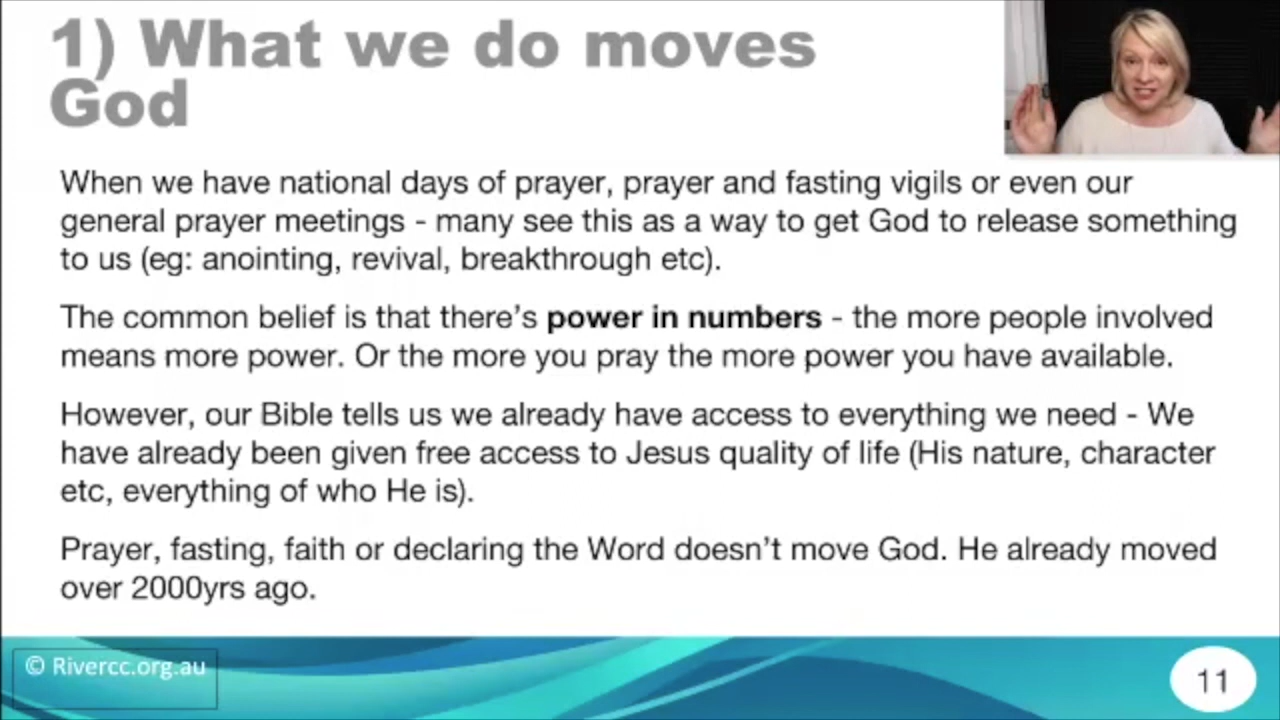 1) What we do moves
God
When we have national days of prayer, prayer and fasting vigils or even our
general prayer meetings - many see this as a way to get God to release something
to us (eg: anointing, revival, breakthrough etc).
The common belief is that there’s power in numbers - the more people involved
means more power. Or the more you pray the more power you have available.
However, our Bible tells us we already have access to everything we need - We
have already been given free access to Jesus quality of life (His nature, character
etc, everything of who He is).
Prayer, fasting, faith or declaring the Word doesn’t move God. He already moved
over 2000yrs ago.
© Rivercc.org.au
11